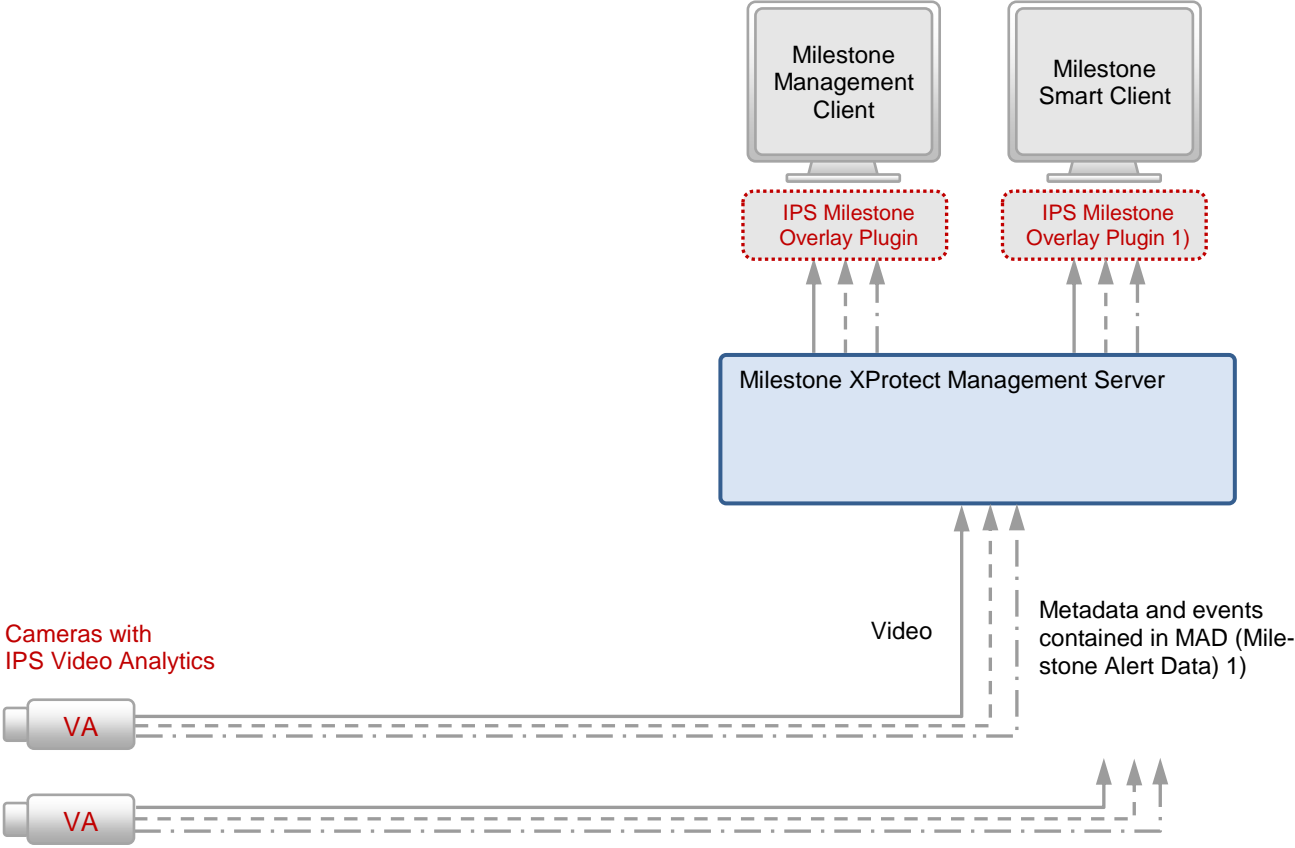 Milestone
Management
Client
Milestone
Smart Client
IPS Milestone
Overlay Plugin
IPS Milestone
Overlay Plugin 1)
Milestone XProtect Management Server
Video
Metadata and events
contained in MAD (Mile-
stone Alert Data) 1)
Cameras with
IPS Video Analytics
VA
VA